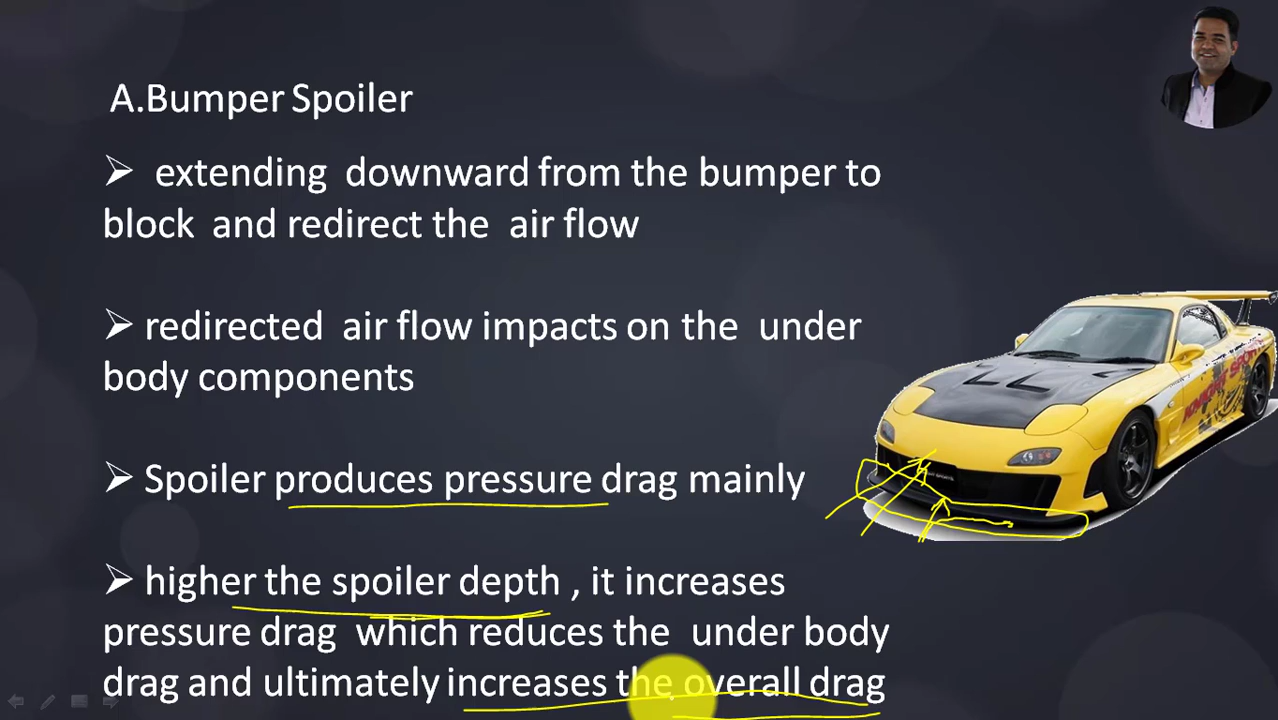 A.Bumper Spoiler
➢ extending downward from the bumper to
block and redirect the air flow
➢ redirected air flow impacts on the under
body components
➢ Spoiler produces pressure drag mainly
➢ higher the spoiler depth , it increases
pressure drag which reduces the under body
drag and ultimately increases the overall drag